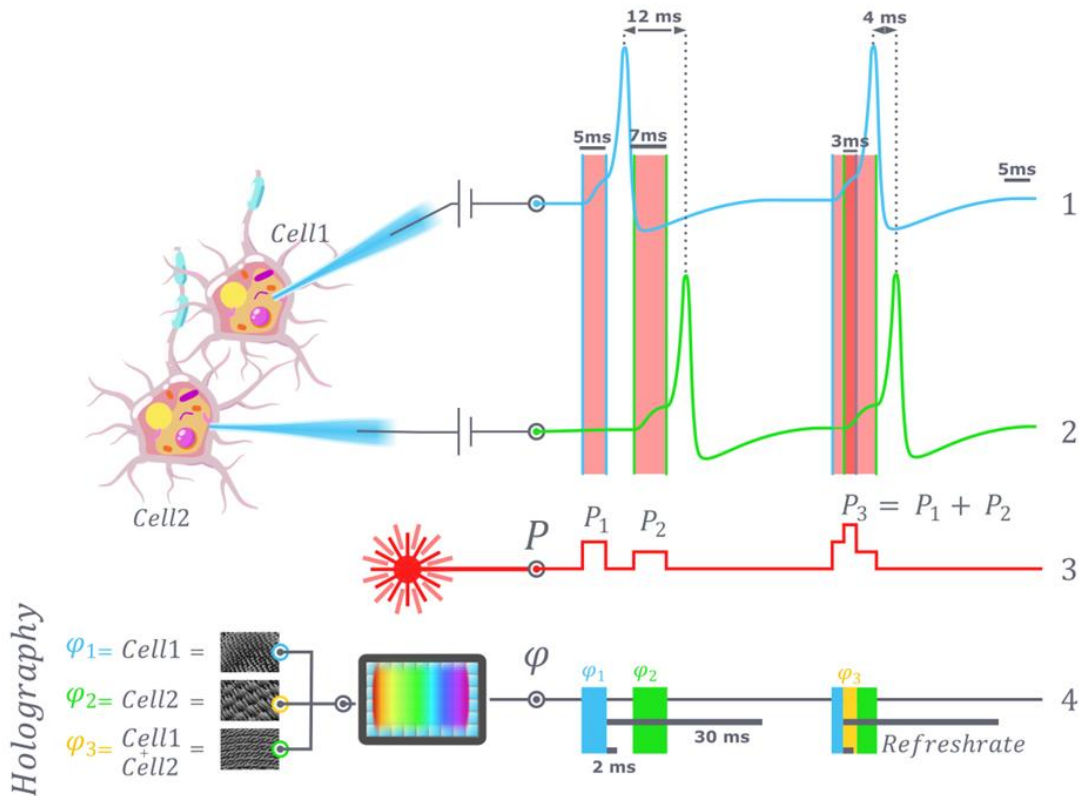 12 ms
4 ms
5ms
7ms
3ms
5ms
1
Cell1
2
Cell2
P
P₁
P₂
P₃ = P₁ + P₂
3
Holography
φ₁= Cell1 =
φ₂= Cell2 =
φ₃= Cell1 + Cell2 =
φ
φ₁
φ₂
φ₃
4
30 ms
Refreshrate
2 ms